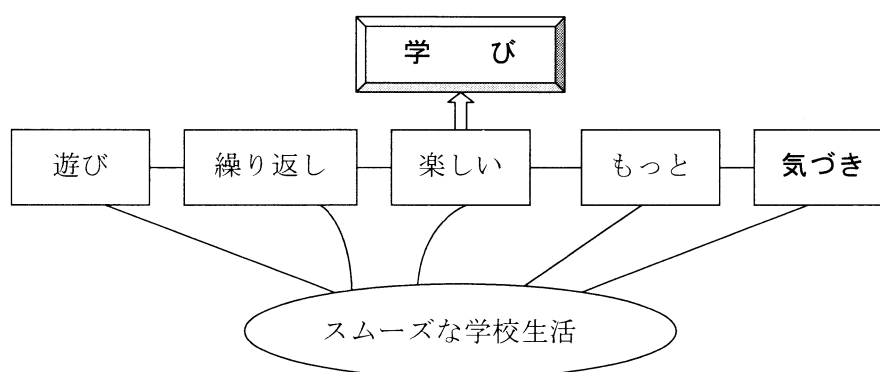 学　び
遊び
繰り返し
楽しい
もっと
気づき
スムーズな学校生活